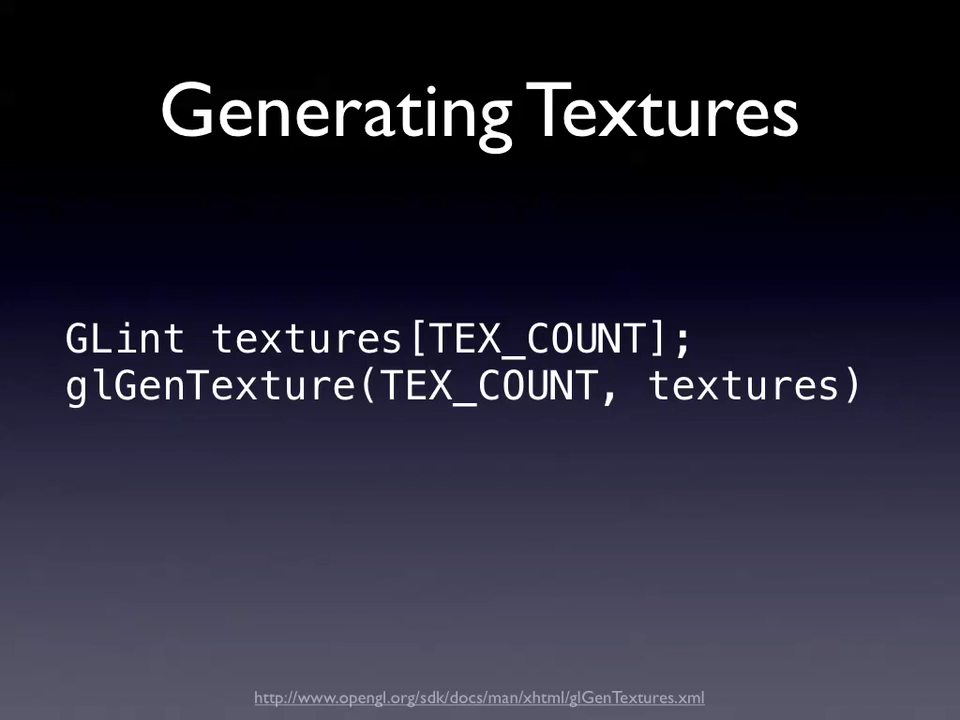 Generating Textures
GLint textures[TEX_COUNT];
glGenTexture(TEX_COUNT, textures)
http://www.opengl.org/sdk/docs/man/xhtml/glGenTextures.xml